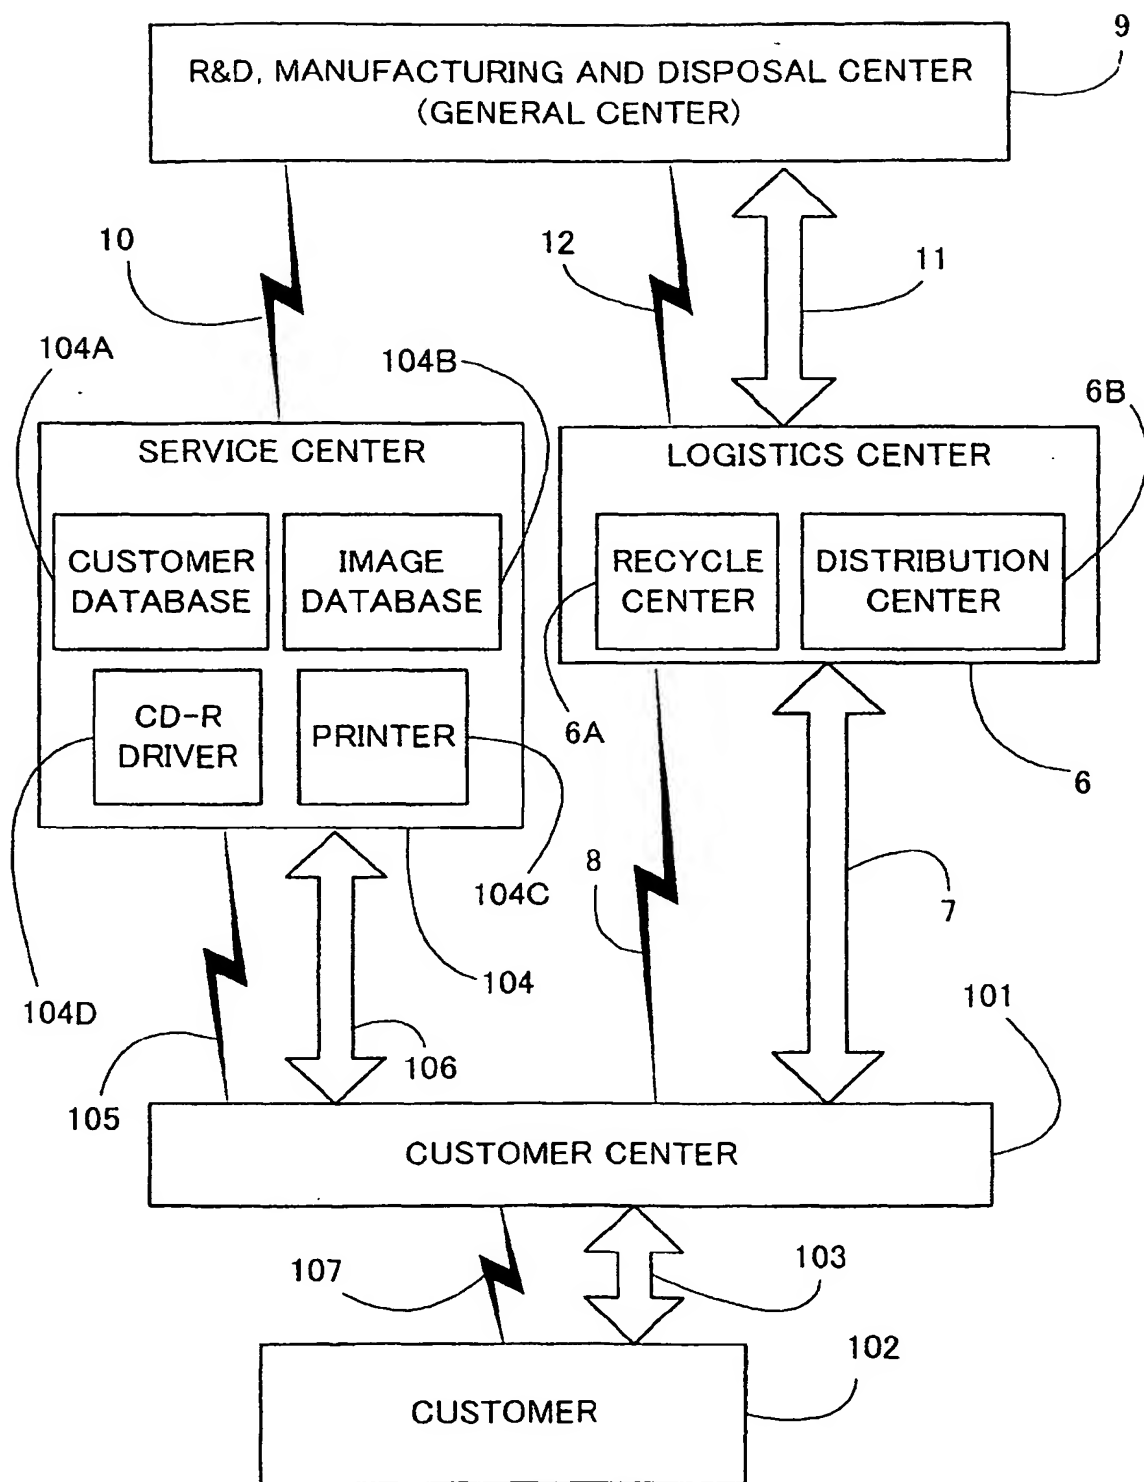 9
R&D, MANUFACTURING AND DISPOSAL CENTER
(GENERAL CENTER)
10
12
11
104A
104B
6B
SERVICE CENTER
LOGISTICS CENTER
CUSTOMER
DATABASE
IMAGE
DATABASE
RECYCLE
CENTER
DISTRIBUTION
CENTER
CD-R
DRIVER
PRINTER
6A
6
8
104C
7
104D
104
101
106
105
CUSTOMER CENTER
107
103
102
CUSTOMER